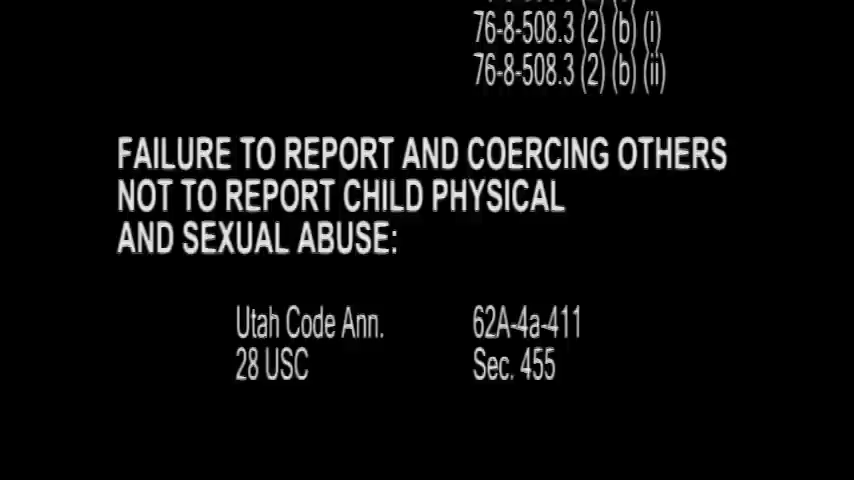 76-8-508.3 (2) (b) (i)
76-8-508.3 (2) (b) (ii)
FAILURE TO REPORT AND COERCING OTHERS
NOT TO REPORT CHILD PHYSICAL
AND SEXUAL ABUSE:
Utah Code Ann. 62A-4a-411
28 USC Sec. 455